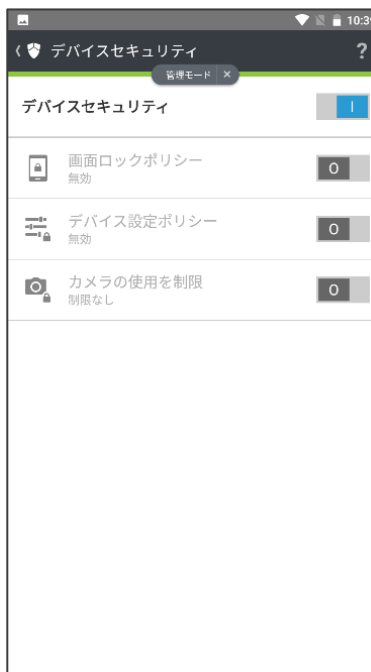 10:39
デバイスセキュリティ ?
管理モード ×
デバイスセキュリティ I
画面ロックポリシー O
無効
デバイス設定ポリシー O
無効
カメラの使用を制限 O
制限なし